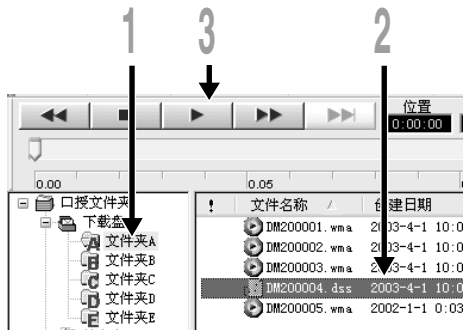 1 3 2
位置
0:00:00
0.00 0.05
口授文件夹
下载盘
文件夹A
文件夹B
文件夹C
文件夹D
文件夹E
! 文件名称 创建日期
DM200001.wma 2003-4-1 10:0
DM200002.wma 2003-4-1 10:0
DM200003.wma 2003-4-1 10:0
DM200004.dss 2003-4-1 10:0
DM200005.wma 2002-1-1 0:03